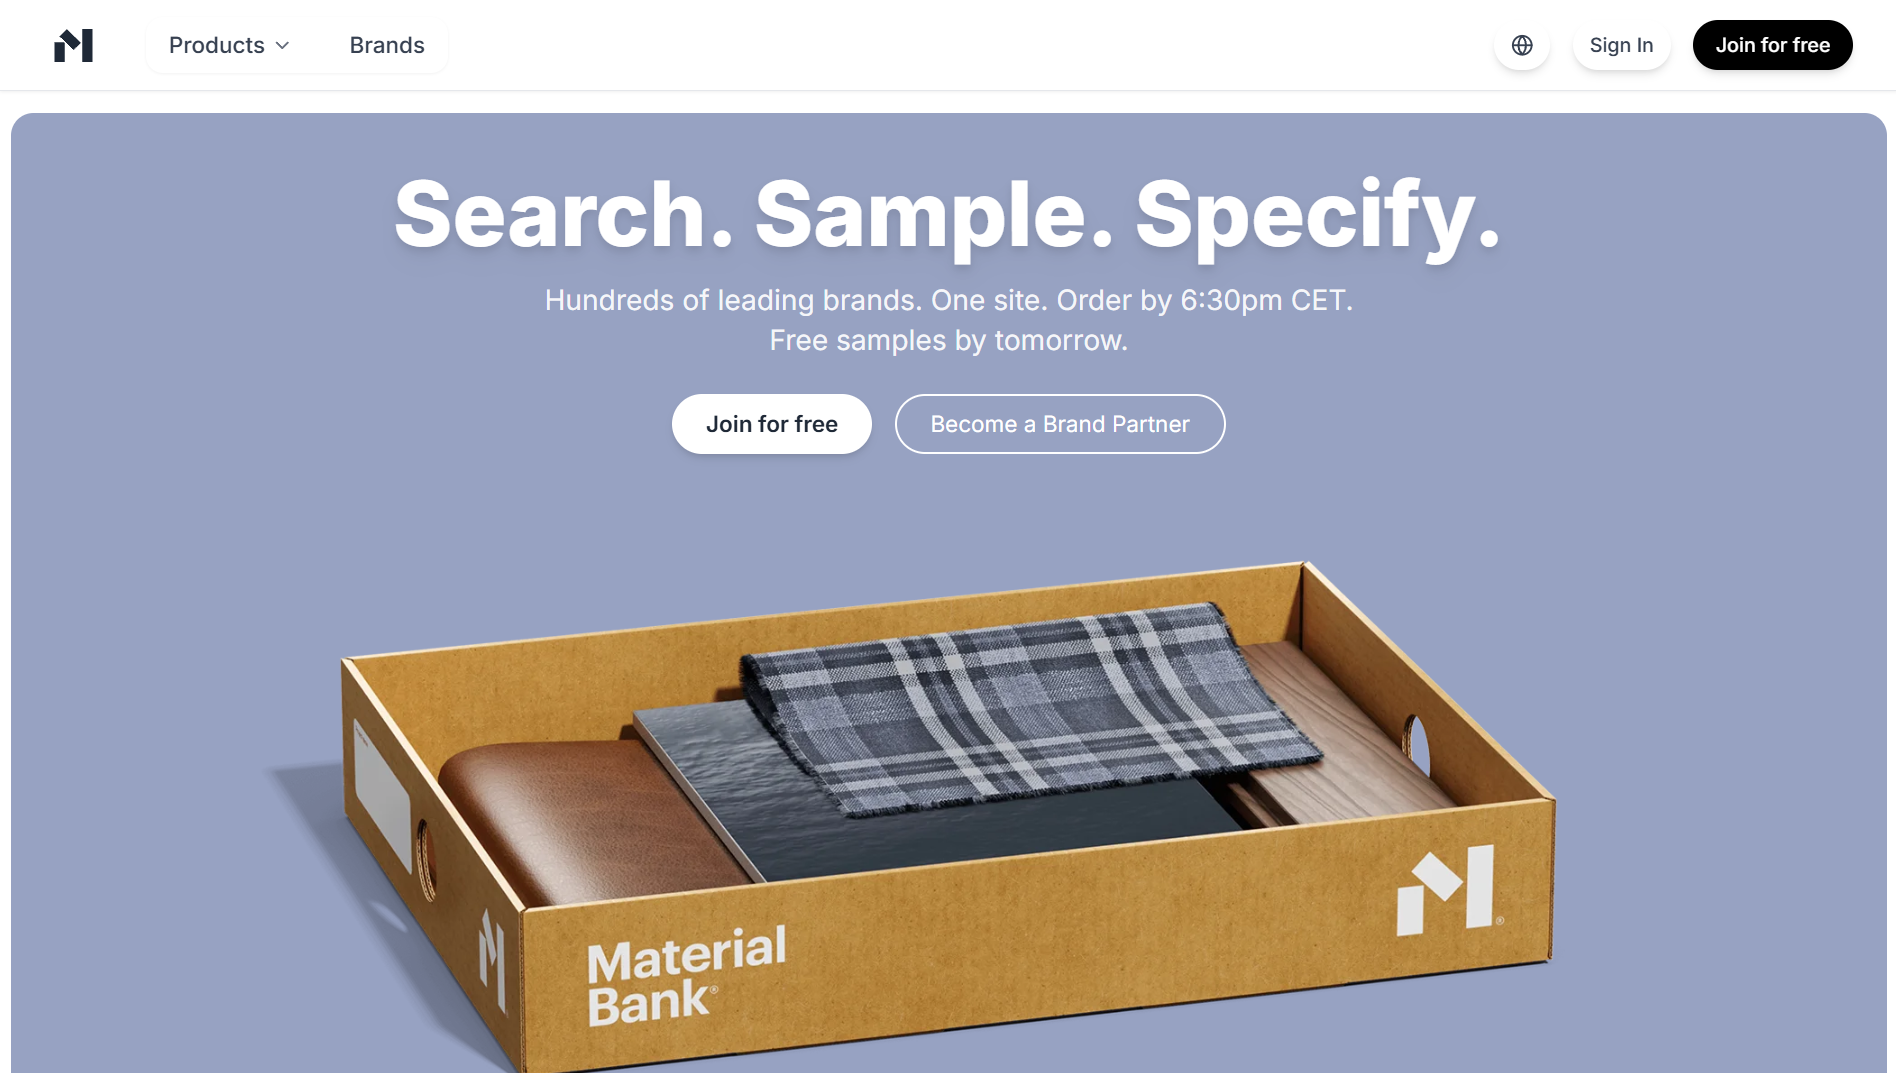 Products
Brands
Sign In
Join for free
Search. Sample. Specify.
Hundreds of leading brands. One site. Order by 6:30pm CET.
Free samples by tomorrow.
Join for free
Become a Brand Partner
Material
Bank®